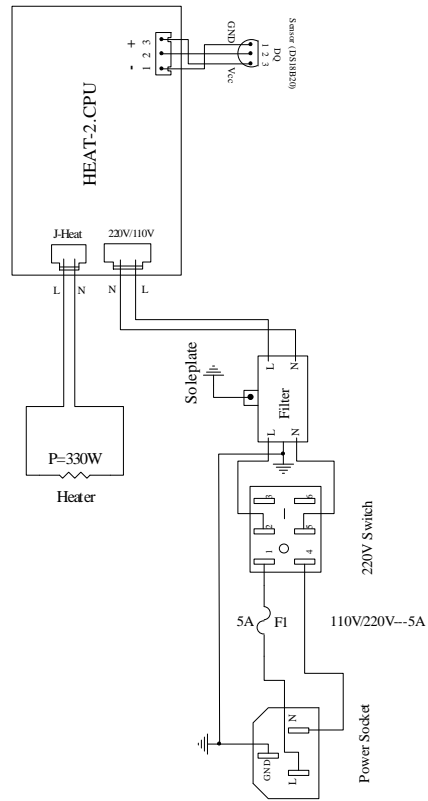 Sensor (DS18B20)
GND
DQ
Vcc
1
2
3
+
-
3
2
1
HEAT-2.CPU
J-Heat
220V/110V
L
N
N
L
Soleplate
L
N
Filter
L
N
P=330W
Heater
3
6
2
5
1
4
220V Switch
5A
F1
110V/220V---5A
N
GND
L
Power Socket